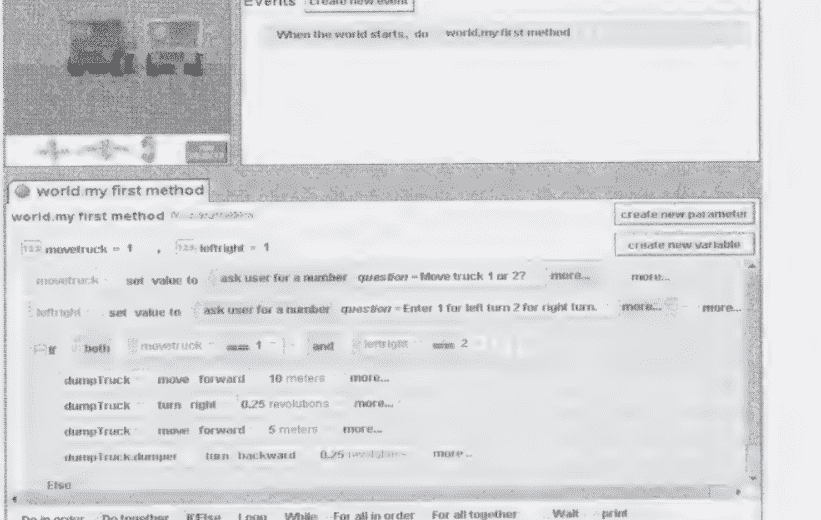 Events create new event
When the world starts, do world.my first method
world.my first method
world.my first method
create new parameter
123 movetruck = 1 , 123 leftright = 1
create new variable
movetruck set value to ask user for a number question = Move truck 1 or 2? more... more...
leftright set value to ask user for a number question = Enter 1 for left turn 2 for right turn. more... more...
If both movetruck == 1 and leftright == 2
dumpTruck move forward 10 meters more...
dumpTruck turn right 0.25 revolutions more...
dumpTruck move forward 5 meters more...
dumpTruck.dumper turn backward 0.25 revolutions more...
Else
Do in order Do together If/Else Loop While For all in order For all together Wait print